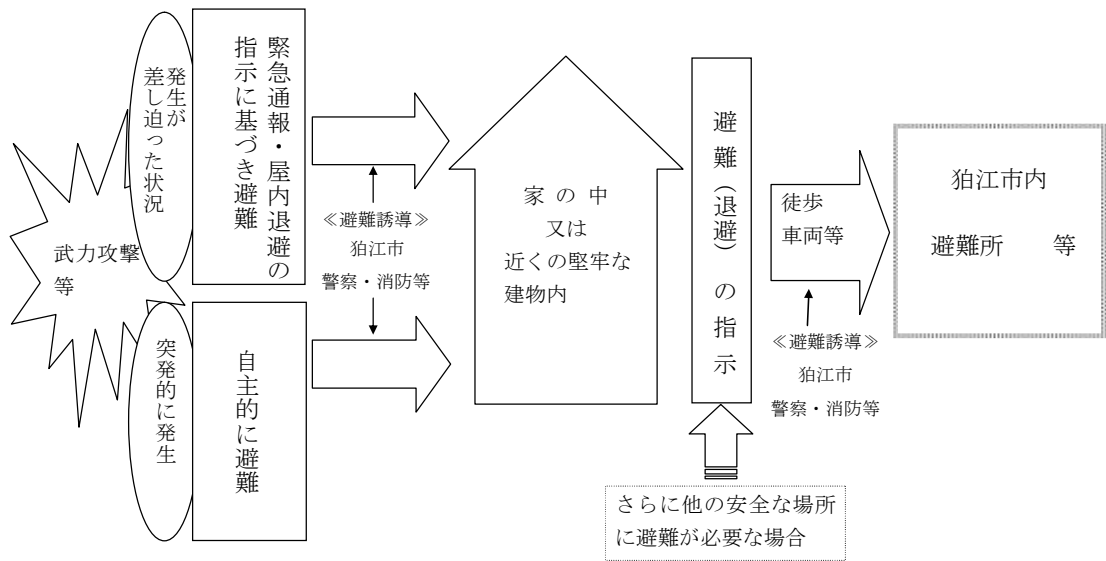 武力攻撃
等
発生が
差し迫った状況
緊急通報・屋内退避の
指示に基づき避難
突発的に発生
自主的に避難
≪避難誘導≫
狛江市
警察・消防等
家の中
又は
近くの堅牢な
建物内
避難(退避)の指示
さらに他の安全な場所
に避難が必要な場合
徒歩
車両等
≪避難誘導≫
狛江市
警察・消防等
狛江市内
避難所　　等